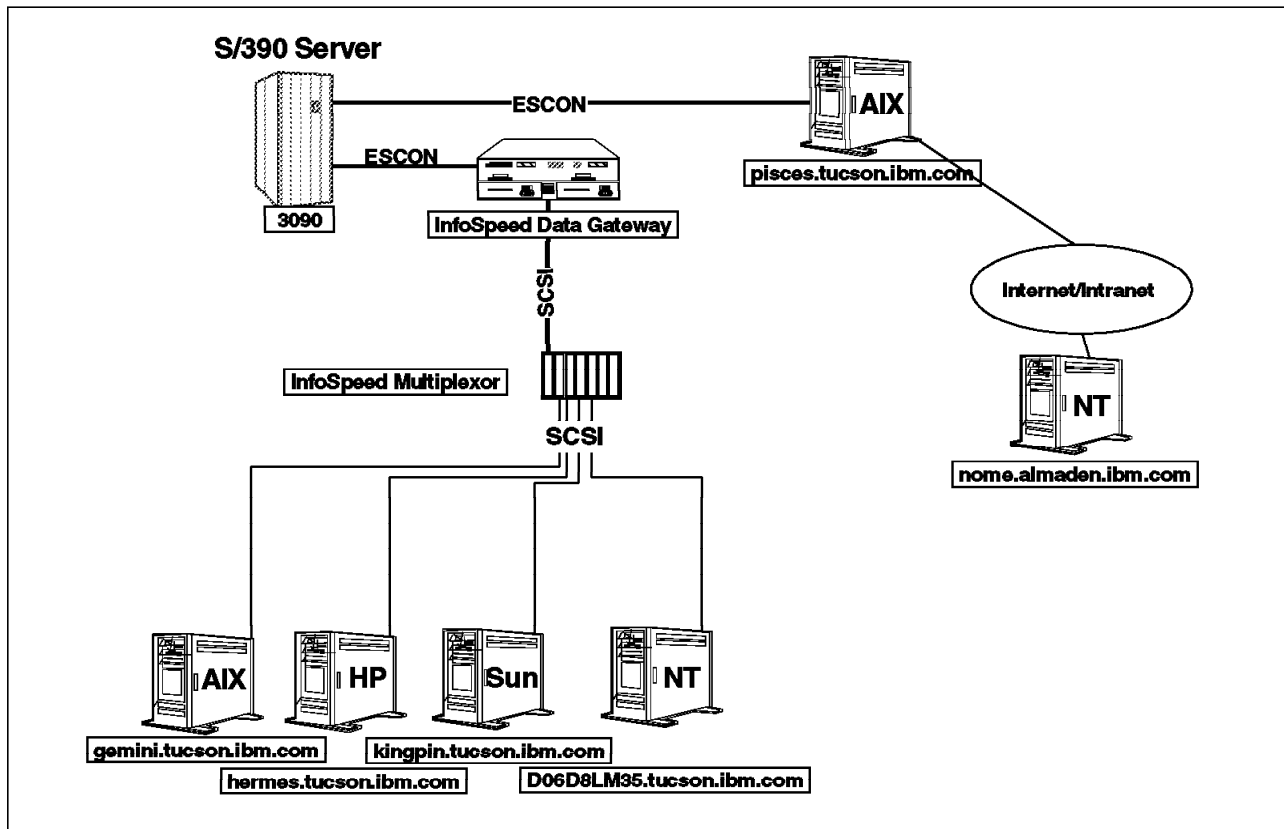 S/390 Server
ESCON
AIX
ESCON
pisces.tucson.ibm.com
3090
InfoSpeed Data Gateway
SCSI
Internet/Intranet
InfoSpeed Multiplexor
NT
SCSI
nome.almaden.ibm.com
AIX
HP
Sun
NT
gemini.tucson.ibm.com
kingpin.tucson.ibm.com
hermes.tucson.ibm.com
D06D8LM35.tucson.ibm.com